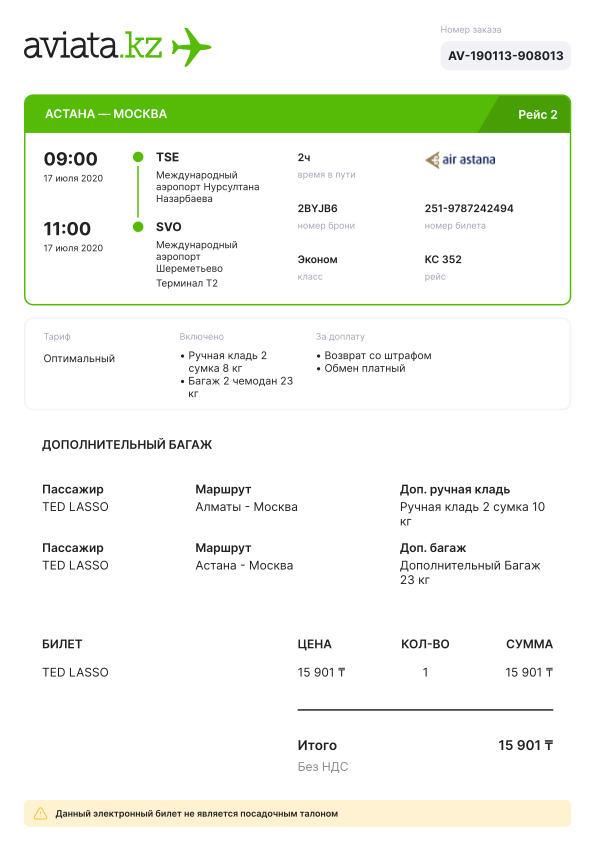 aviata.kz
Номер заказа
AV-190113-908013
АСТАНА — МОСКВА
Рейс 2
09:00
17 июля 2020
TSE
Международный
аэропорт Нурсултана
Назарбаева
2ч
время в пути
air astana
11:00
17 июля 2020
SVO
Международный
аэропорт
Шереметьево
Терминал Т2
2BYJB6
номер брони
251-9787242494
номер билета
Эконом
класс
KC 352
рейс
Тариф
Оптимальный
Включено
• Ручная кладь 2
сумка 8 кг
• Багаж 2 чемодан 23
кг
За доплату
• Возврат со штрафом
• Обмен платный
ДОПОЛНИТЕЛЬНЫЙ БАГАЖ
Пассажир
TED LASSO
Маршрут
Алматы - Москва
Доп. ручная кладь
Ручная кладь 2 сумка 10
кг
Пассажир
TED LASSO
Маршрут
Астана - Москва
Доп. багаж
Дополнительный Багаж
23 кг
БИЛЕТ ЦЕНА КОЛ-ВО СУММА
TED LASSO 15 901 ₸ 1 15 901 ₸
Итого 15 901 ₸
Без НДС
Данный электронный билет не является посадочным талоном